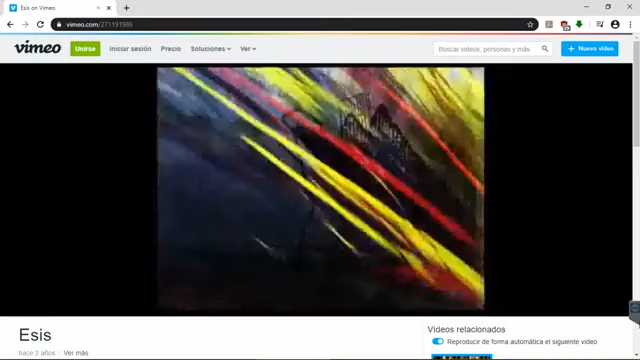 Esis on Vimeo
vimeo.com/271191986
vimeo
Unirse
Iniciar sesión
Precio
Soluciones
Ver
Buscar videos, personas y más
+ Nuevo video
Esis
hace 2 años
Ver más
Vídeos relacionados
Reproducir de forma automática el siguiente video